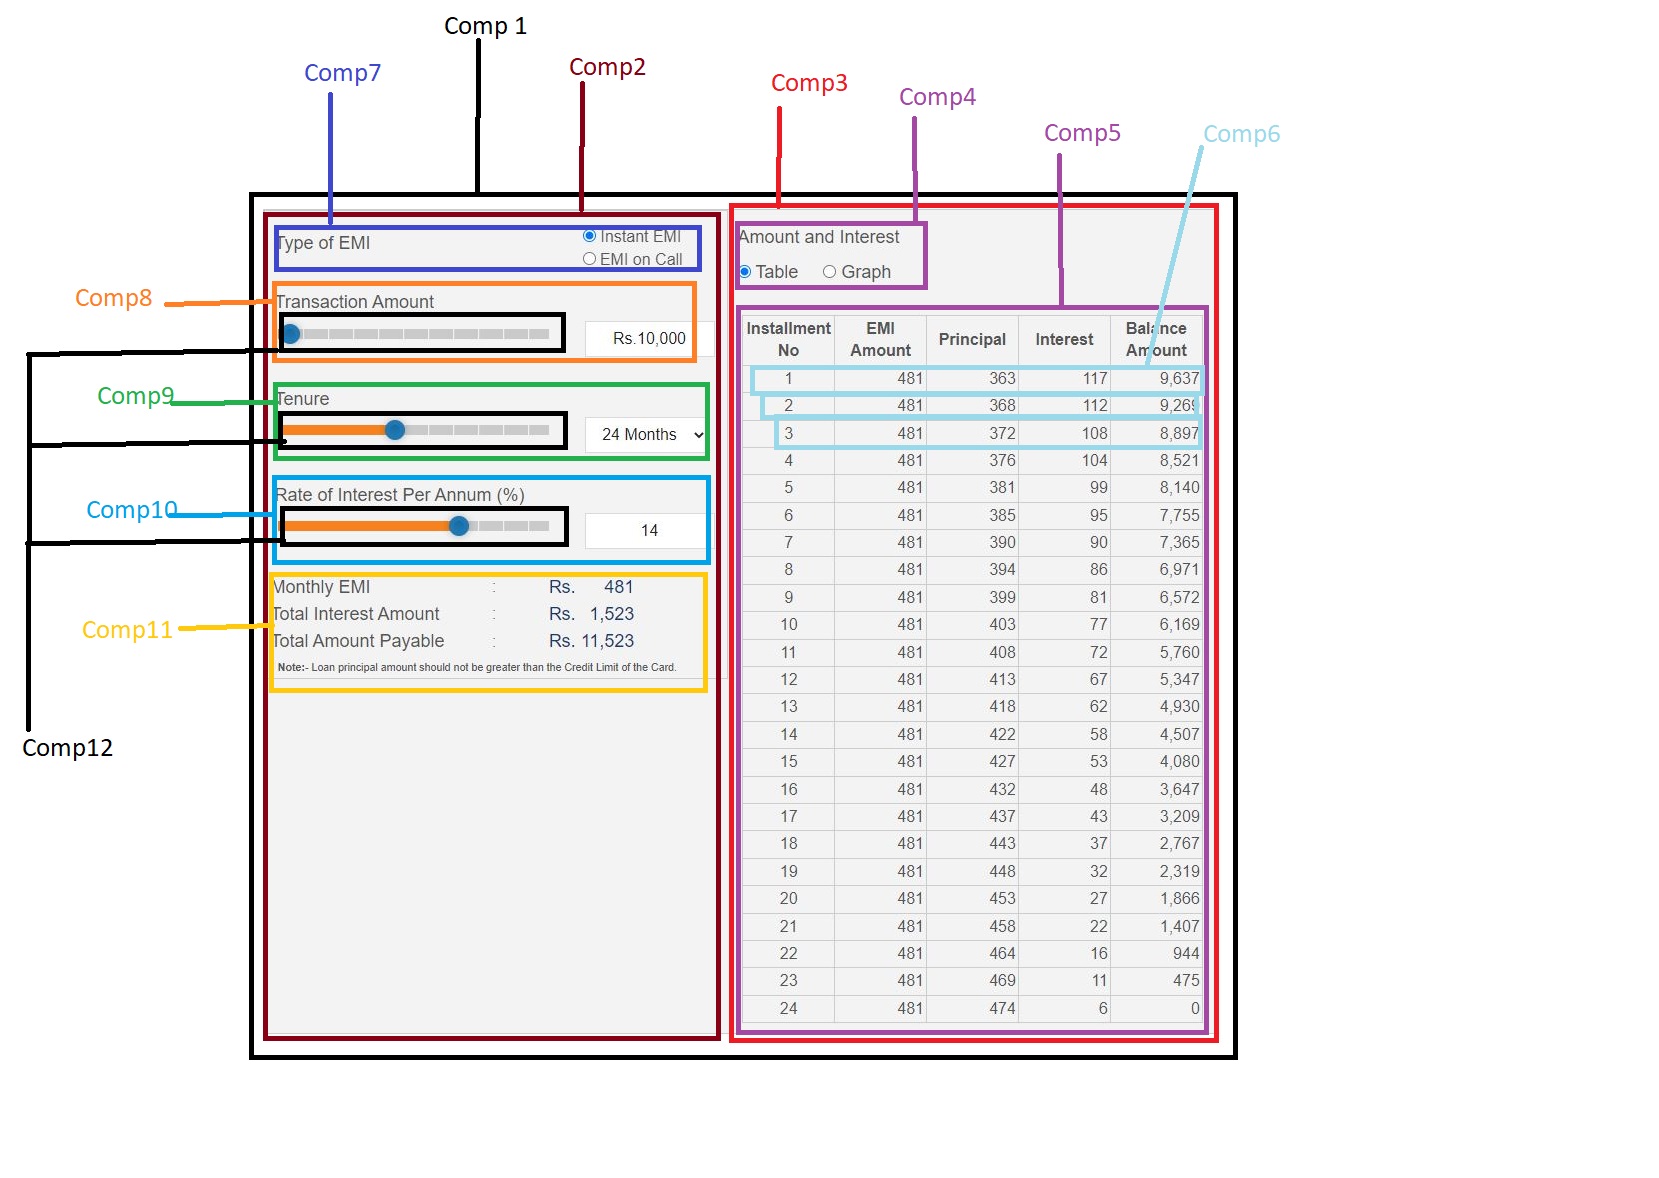 Comp 1
Comp7
Comp2
Comp3
Comp4
Comp5
Comp6
Type of EMI
Instant EMI
EMI on Call
Comp8
Transaction Amount
Rs.10,000
Comp9
Tenure
24 Months
Comp10
Rate of Interest Per Annum (%)
14
Comp11
Monthly EMI : Rs. 481
Total Interest Amount : Rs. 1,523
Total Amount Payable : Rs. 11,523
Note:- Loan principal amount should not be greater than the Credit Limit of the Card.
Comp12
Amount and Interest
Table Graph
Installment No EMI Amount Principal Interest Balance Amount
1 481 363 117 9,637
2 481 368 112 9,269
3 481 372 108 8,897
4 481 376 104 8,521
5 481 381 99 8,140
6 481 385 95 7,755
7 481 390 90 7,365
8 481 394 86 6,971
9 481 399 81 6,572
10 481 403 77 6,169
11 481 408 72 5,760
12 481 413 67 5,347
13 481 418 62 4,930
14 481 422 58 4,507
15 481 427 53 4,080
16 481 432 48 3,647
17 481 437 43 3,209
18 481 443 37 2,767
19 481 448 32 2,319
20 481 453 27 1,866
21 481 458 22 1,407
22 481 464 16 944
23 481 469 11 475
24 481 474 6 0